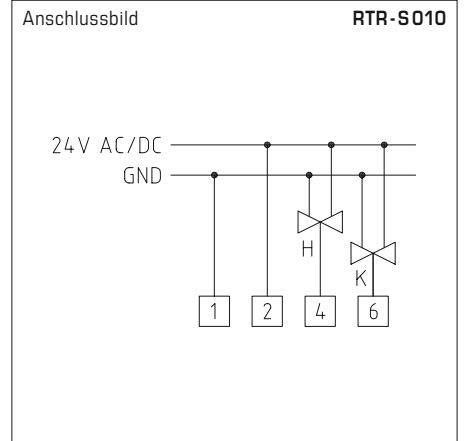 Anschlussbild RTR-S010
24V AC/DC
GND
H
K
1 2 4 6